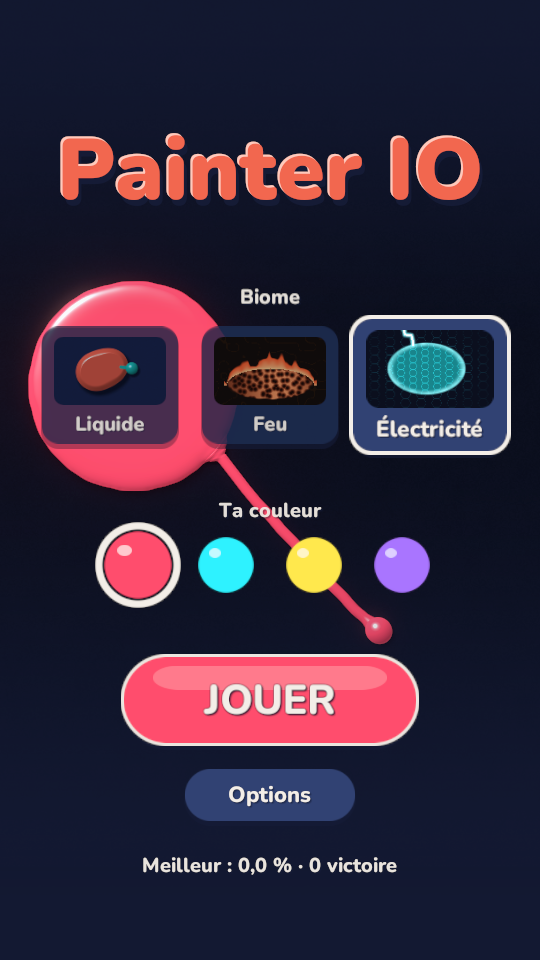 Painter IO
Biome
Liquide
Feu
Électricité
Ta couleur
JOUER
Options
Meilleur : 0,0 % · 0 victoire